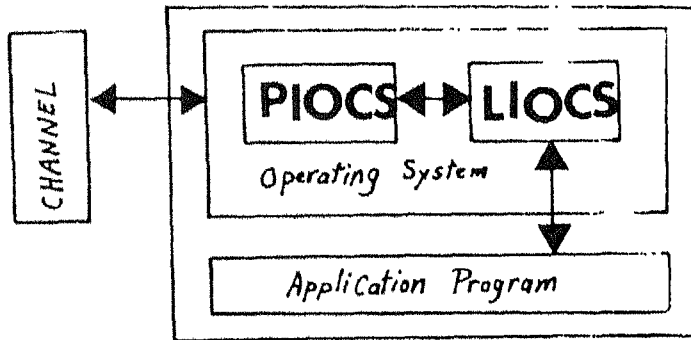 CHANNEL
PIOCS
LIOCS
Operating System
Application Program